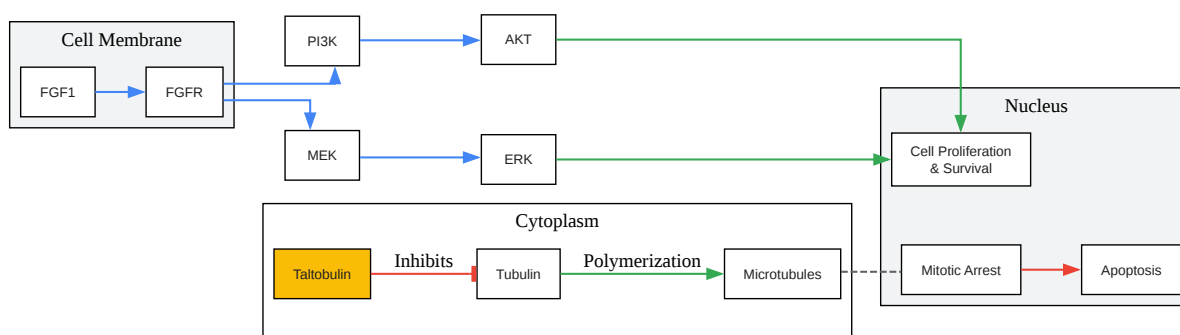 Cell Membrane
FGF1
FGFR
PI3K
AKT
MEK
ERK
Nucleus
Cell Proliferation
& Survival
Cytoplasm
Taltobulin
Inhibits
Tubulin
Polymerization
Microtubules
Mitotic Arrest
Apoptosis